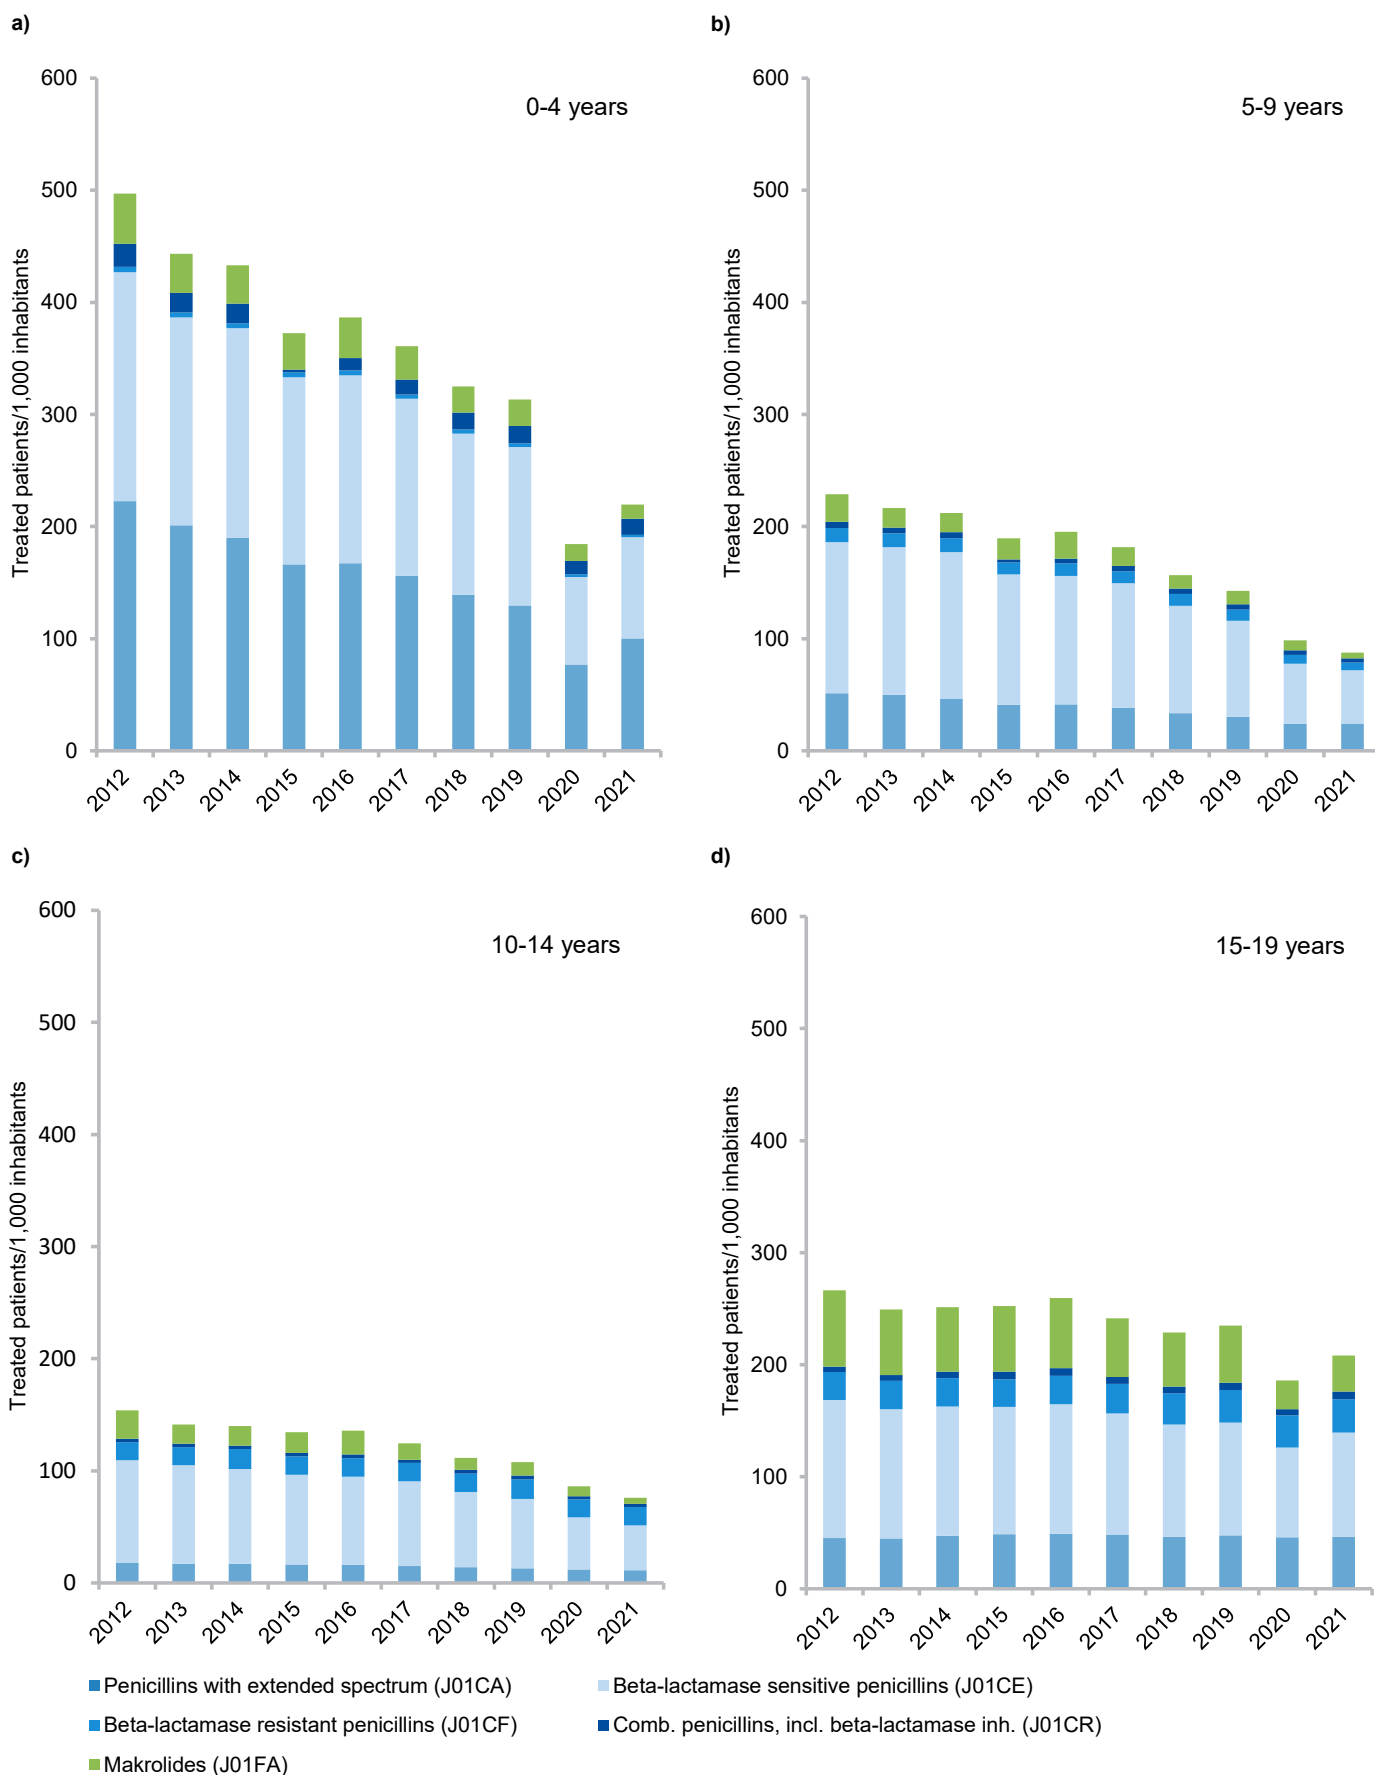 a)
0-4 years
Treated patients/1,000 inhabitants
600
500
400
300
200
100
0
2012 2013 2014 2015 2016 2017 2018 2019 2020 2021
b)
5-9 years
Treated patients/1,000 inhabitants
600
500
400
300
200
100
0
2012 2013 2014 2015 2016 2017 2018 2019 2020 2021
c)
10-14 years
Treated patients/1,000 inhabitants
600
500
400
300
200
100
0
2012 2013 2014 2015 2016 2017 2018 2019 2020 2021
d)
15-19 years
Treated patients/1,000 inhabitants
600
500
400
300
200
100
0
2012 2013 2014 2015 2016 2017 2018 2019 2020 2021
Penicillins with extended spectrum (J01CA)
Beta-lactamase sensitive penicillins (J01CE)
Beta-lactamase resistant penicillins (J01CF)
Comb. penicillins, incl. beta-lactamase inh. (J01CR)
Makrolides (J01FA)